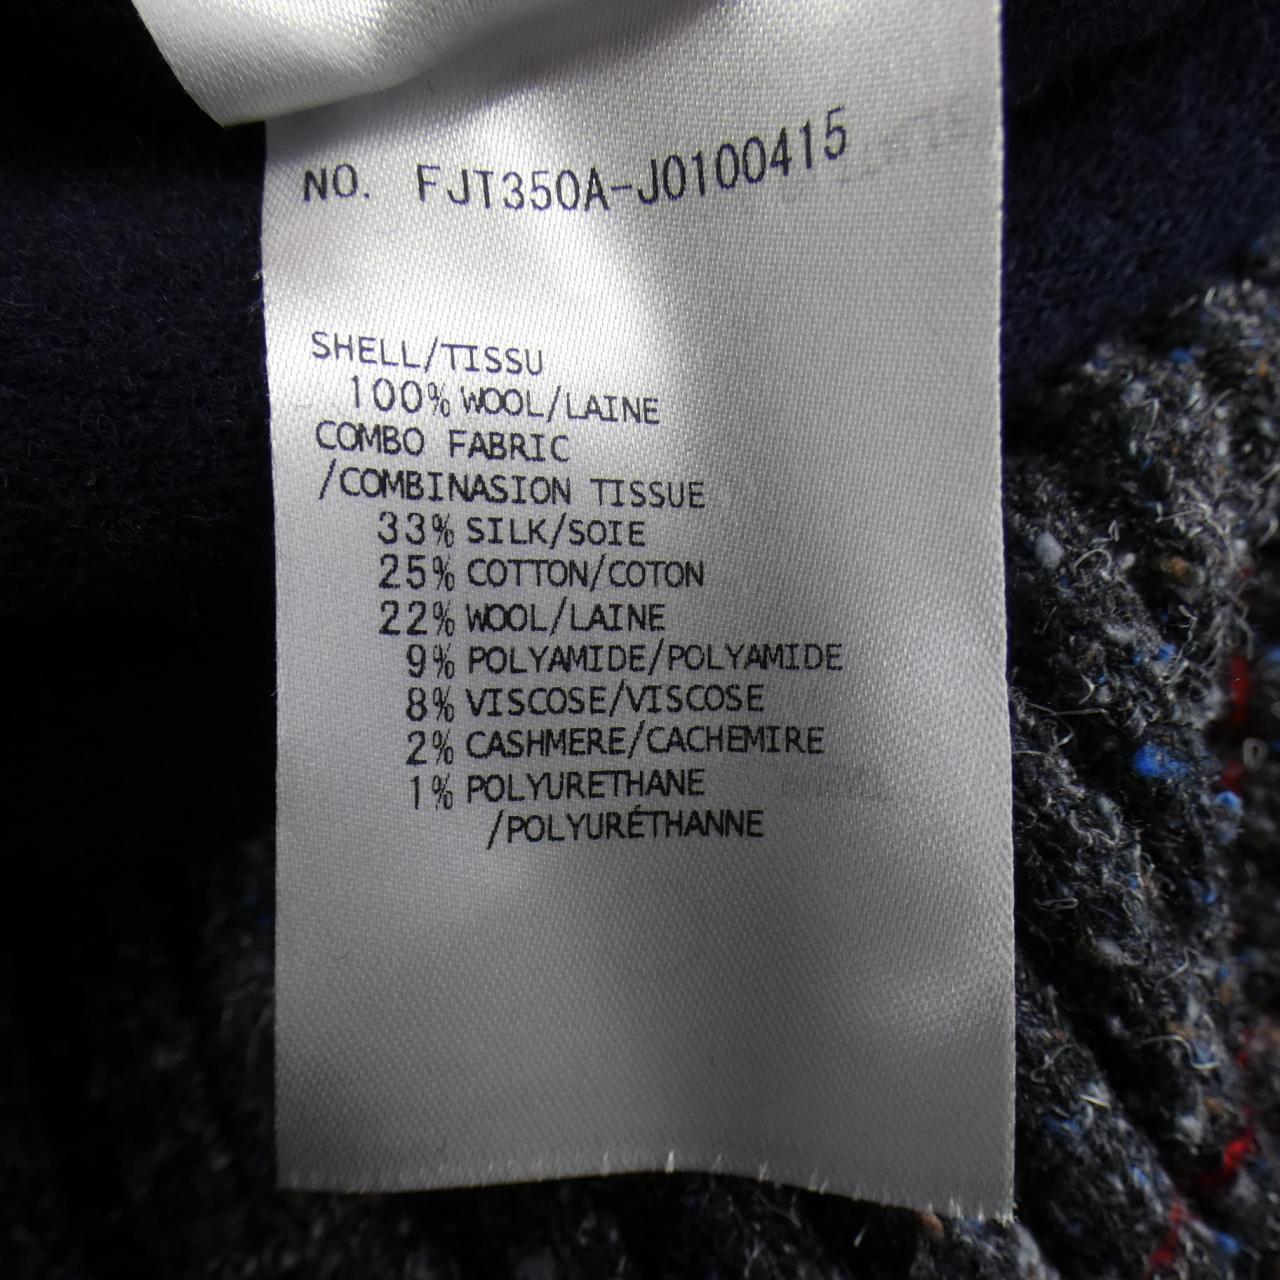 NO. FJT350A-J0100415
SHELL/TISSU
100% WOOL/LAINE
COMBO FABRIC
/COMBINASION TISSUE
33% SILK/SOIE
25% COTTON/COTON
22% WOOL/LAINE
9% POLYAMIDE/POLYAMIDE
8% VISCOSE/VISCOSE
2% CASHMERE/CACHEMIRE
1% POLYURETHANE
/POLYURÉTHANNE